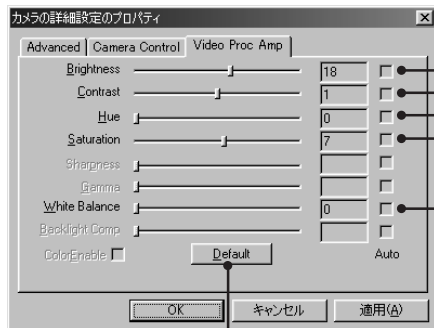 カメラの詳細設定のプロパティ
Advanced Camera Control Video Proc Amp
Brightness 18
Contrast 1
Hue 0
Saturation 7
Sharpness
Gamma
White Balance 0
Backlight Comp
ColorEnable Default Auto
OK キャンセル 適用(A)